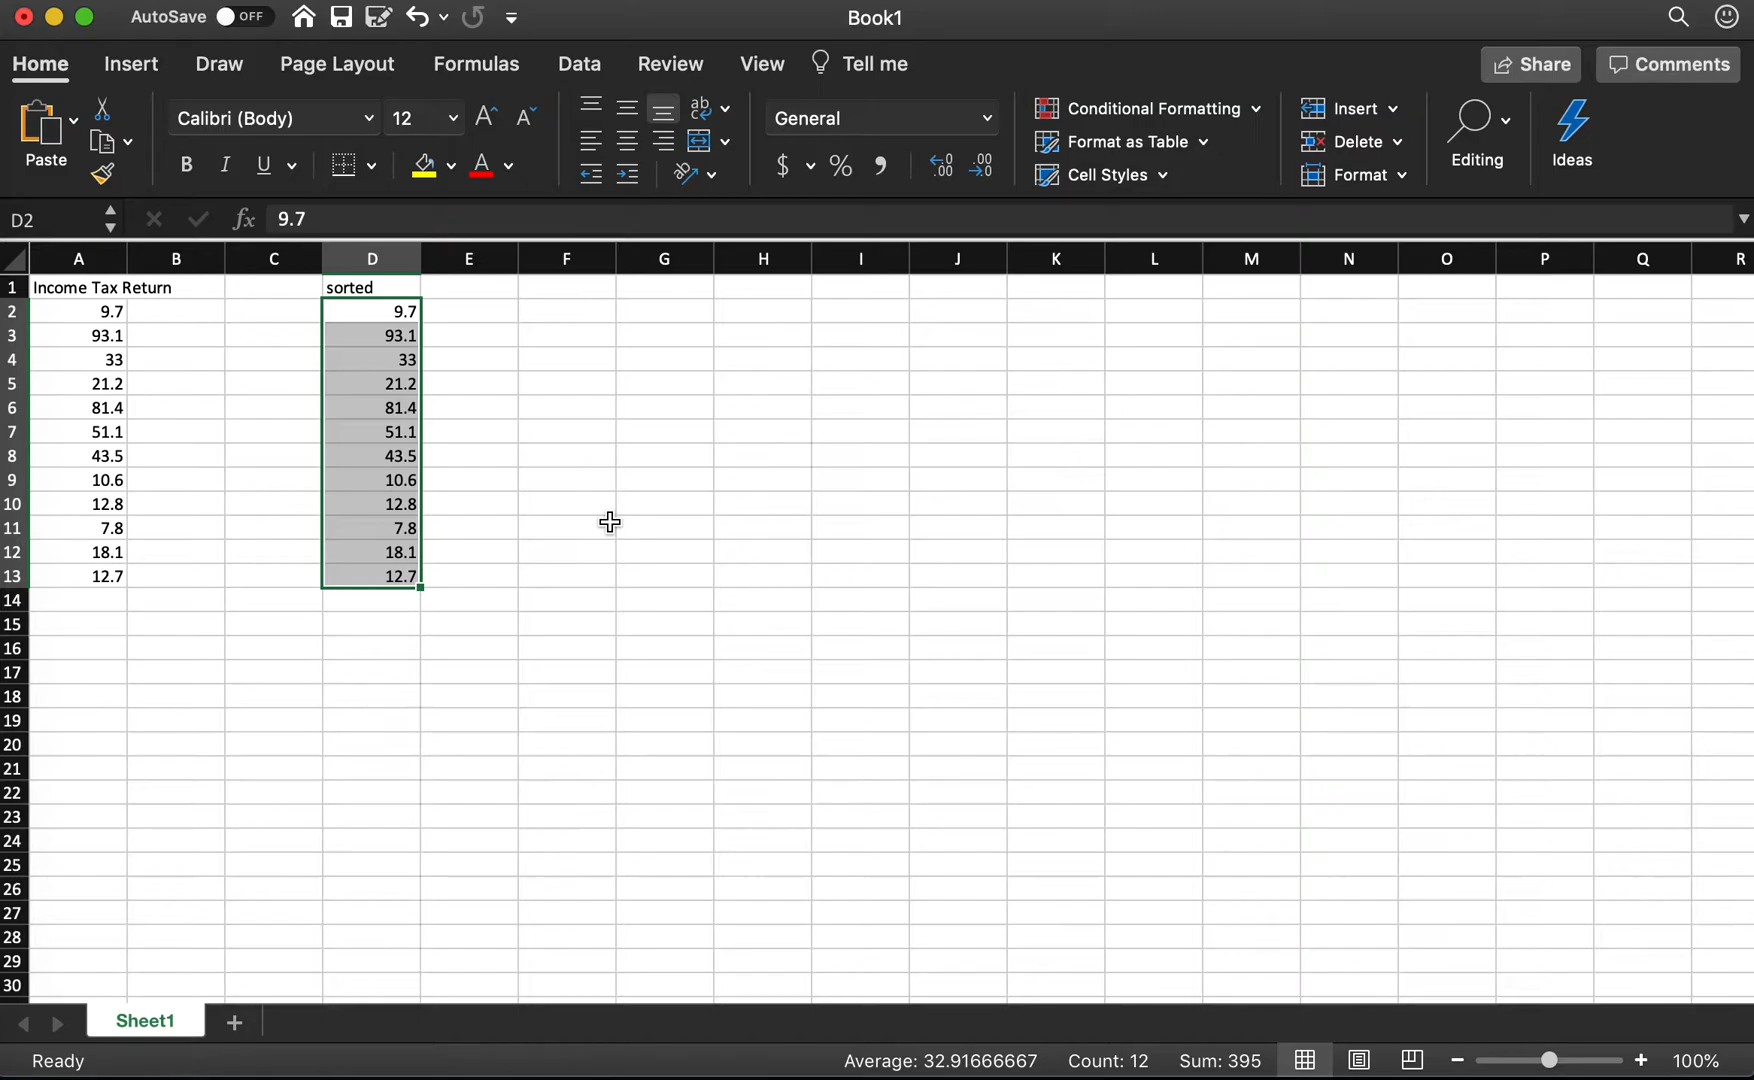 AutoSave OFF Book1
Home Insert Draw Page Layout Formulas Data Review View Tell me Share Comments
Paste Calibri (Body) 12 A^ A˅ ab General Conditional Formatting Insert
Format as Table Delete
B I U A $ % , .0 .00 Cell Styles Format Editing Ideas
D2 fx 9.7
A B C D E F G H I J K L M N O P Q R
1 Income Tax Return sorted
2 9.7 9.7
3 93.1 93.1
4 33 33
5 21.2 21.2
6 81.4 81.4
7 51.1 51.1
8 43.5 43.5
9 10.6 10.6
10 12.8 12.8
11 7.8 7.8
12 18.1 18.1
13 12.7 12.7
14
15
16
17
18
19
20
21
22
23
24
25
26
27
28
29
30
Sheet1 +
Ready Average: 32.91666667 Count: 12 Sum: 395 100%